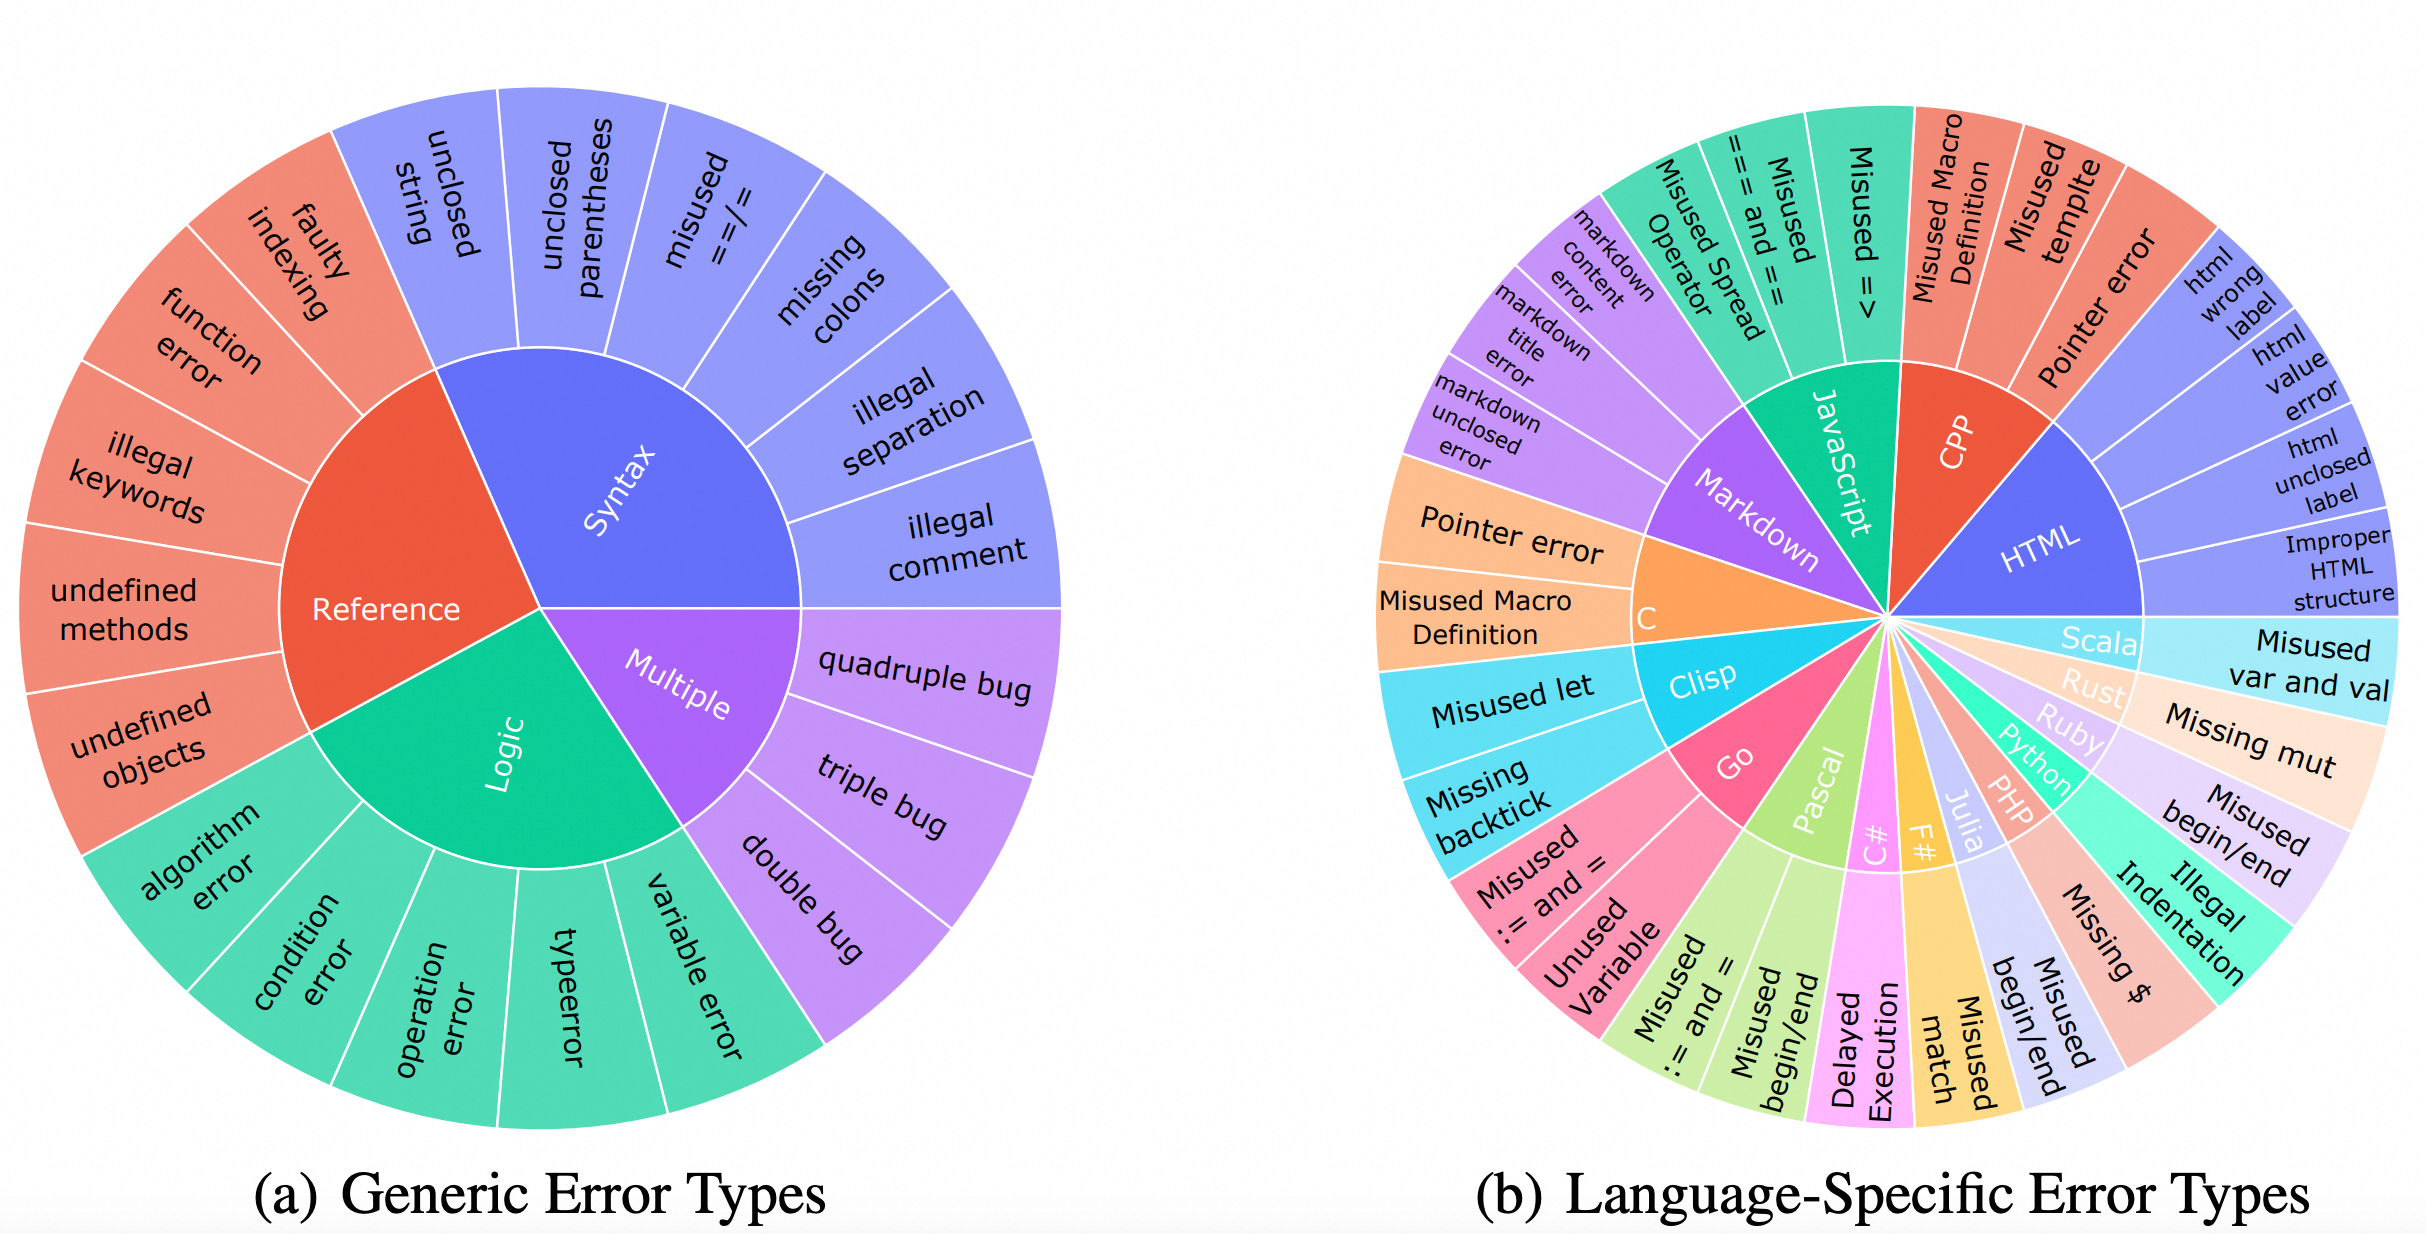 unclosed
string
unclosed
parentheses
misused
==/=
missing
colons
illegal
separation
illegal
comment
faulty
indexing
function
error
illegal
keywords
undefined
methods
undefined
objects
Syntax
Reference
Logic
Multiple
quadruple bug
triple bug
double bug
algorithm
error
condition
error
operation
error
typeerror
variable error
(a) Generic Error Types
Misused Spread
Operator
Misused
=== and ==
Misused =>
Misused Macro
Definition
Misused
templte
Pointer error
html
wrong
label
html
value
error
html
unclosed
label
Improper
HTML
structure
markdown
content
error
markdown
title
error
markdown
unclosed
error
Pointer error
Misused Macro
Definition
Misused let
Missing
backtick
Misused
:= and =
Unused
Variable
Misused
:= and =
Misused
begin/end
Delayed
Execution
Misused
match
Misused
begin/end
Missing $
Illegal
Indentation
Misused
begin/end
Missing mut
Misused
var and val
JavaScript
CPP
HTML
Markdown
C
Clisp
Go
Pascal
C#
F#
Julia
PHP
Python
Ruby
Rust
Scala
(b) Language-Specific Error Types